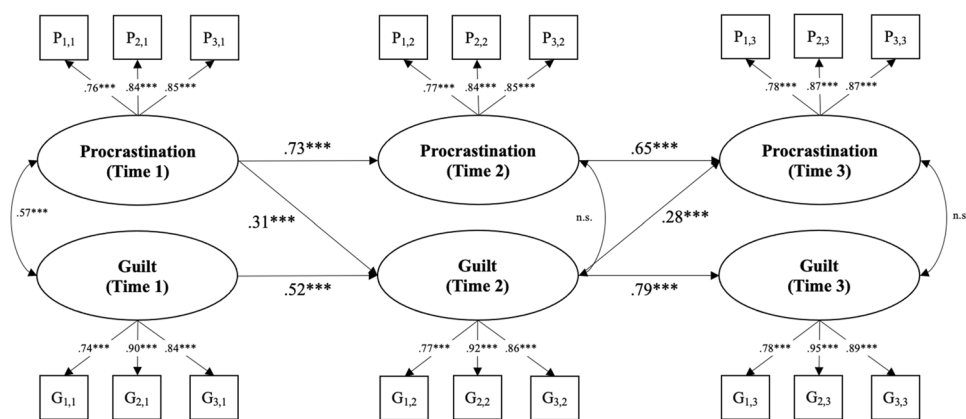 P1,1 P2,1 P3,1 P1,2 P2,2 P3,2 P1,3 P2,3 P3,3
.76*** .84*** .85*** .77*** .84*** .85*** .78*** .87*** .87***
Procrastination
(Time 1)
.73***
Procrastination
(Time 2)
.65***
Procrastination
(Time 3)
.57***
.31***
n.s.
.28***
n.s
Guilt
(Time 1)
.52***
Guilt
(Time 2)
.79***
Guilt
(Time 3)
.74*** .90*** .84*** .77*** .92*** .86*** .78*** .95*** .89***
G1,1 G2,1 G3,1 G1,2 G2,2 G3,2 G1,3 G2,3 G3,3